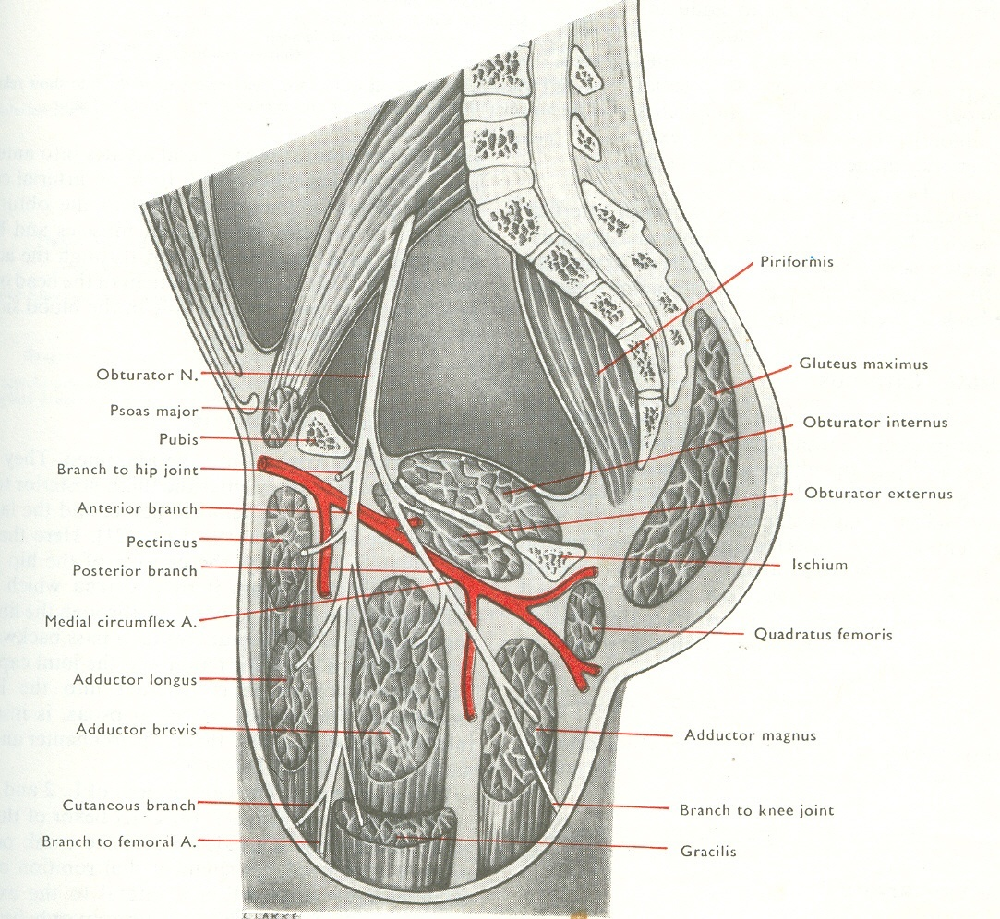 Piriformis
Gluteus maximus
Obturator N.
Psoas major
Obturator internus
Pubis
Branch to hip joint
Obturator externus
Anterior branch
Pectineus
Ischium
Posterior branch
Medial circumflex A.
Quadratus femoris
Adductor longus
Adductor brevis
Adductor magnus
Cutaneous branch
Branch to knee joint
Branch to femoral A.
Gracilis